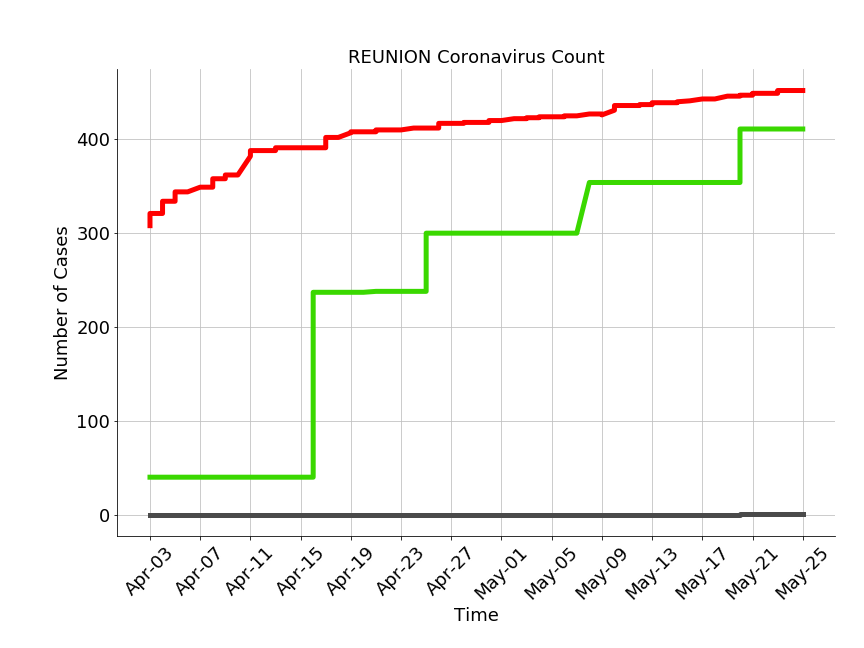 REUNION Coronavirus Count
Number of Cases
400
300
200
100
0
Apr-03
Apr-07
Apr-11
Apr-15
Apr-19
Apr-23
Apr-27
May-01
May-05
May-09
May-13
May-17
May-21
May-25
Time